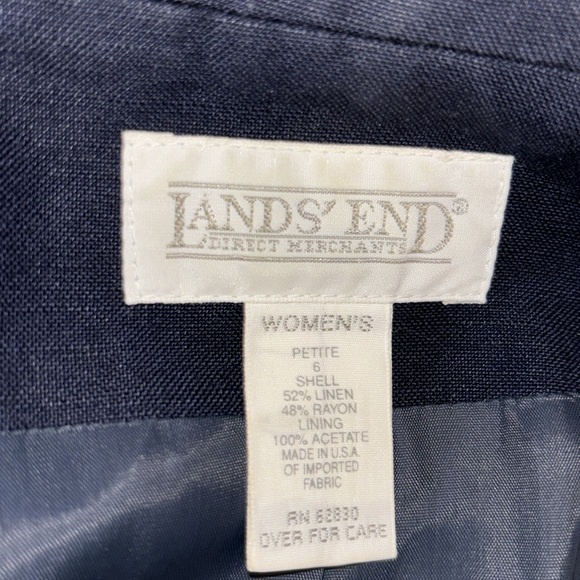 LANDS' END®
DIRECT MERCHANTS
WOMEN'S
PETITE
6
SHELL
52% LINEN
48% RAYON
LINING
100% ACETATE
MADE IN U.S.A.
OF IMPORTED
FABRIC
RN 62830
OVER FOR CARE